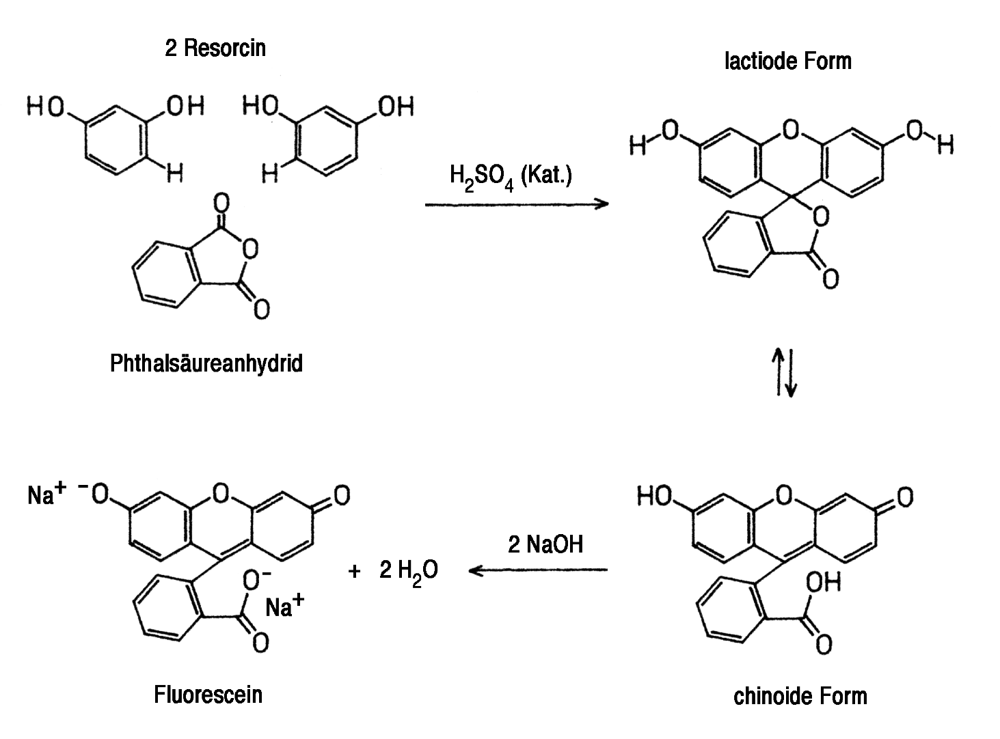 2 Resorcin
lactiode Form
HO OH HO OH
H H
O
O
O
H₂SO₄ (Kat.)
H O O O H
O
O
Phthalsäureanhydrid
Na⁺ ⁻O O O
O⁻
Na⁺
O
+ 2 H₂O
2 NaOH
HO O O
OH
O
Fluorescein
chinoide Form